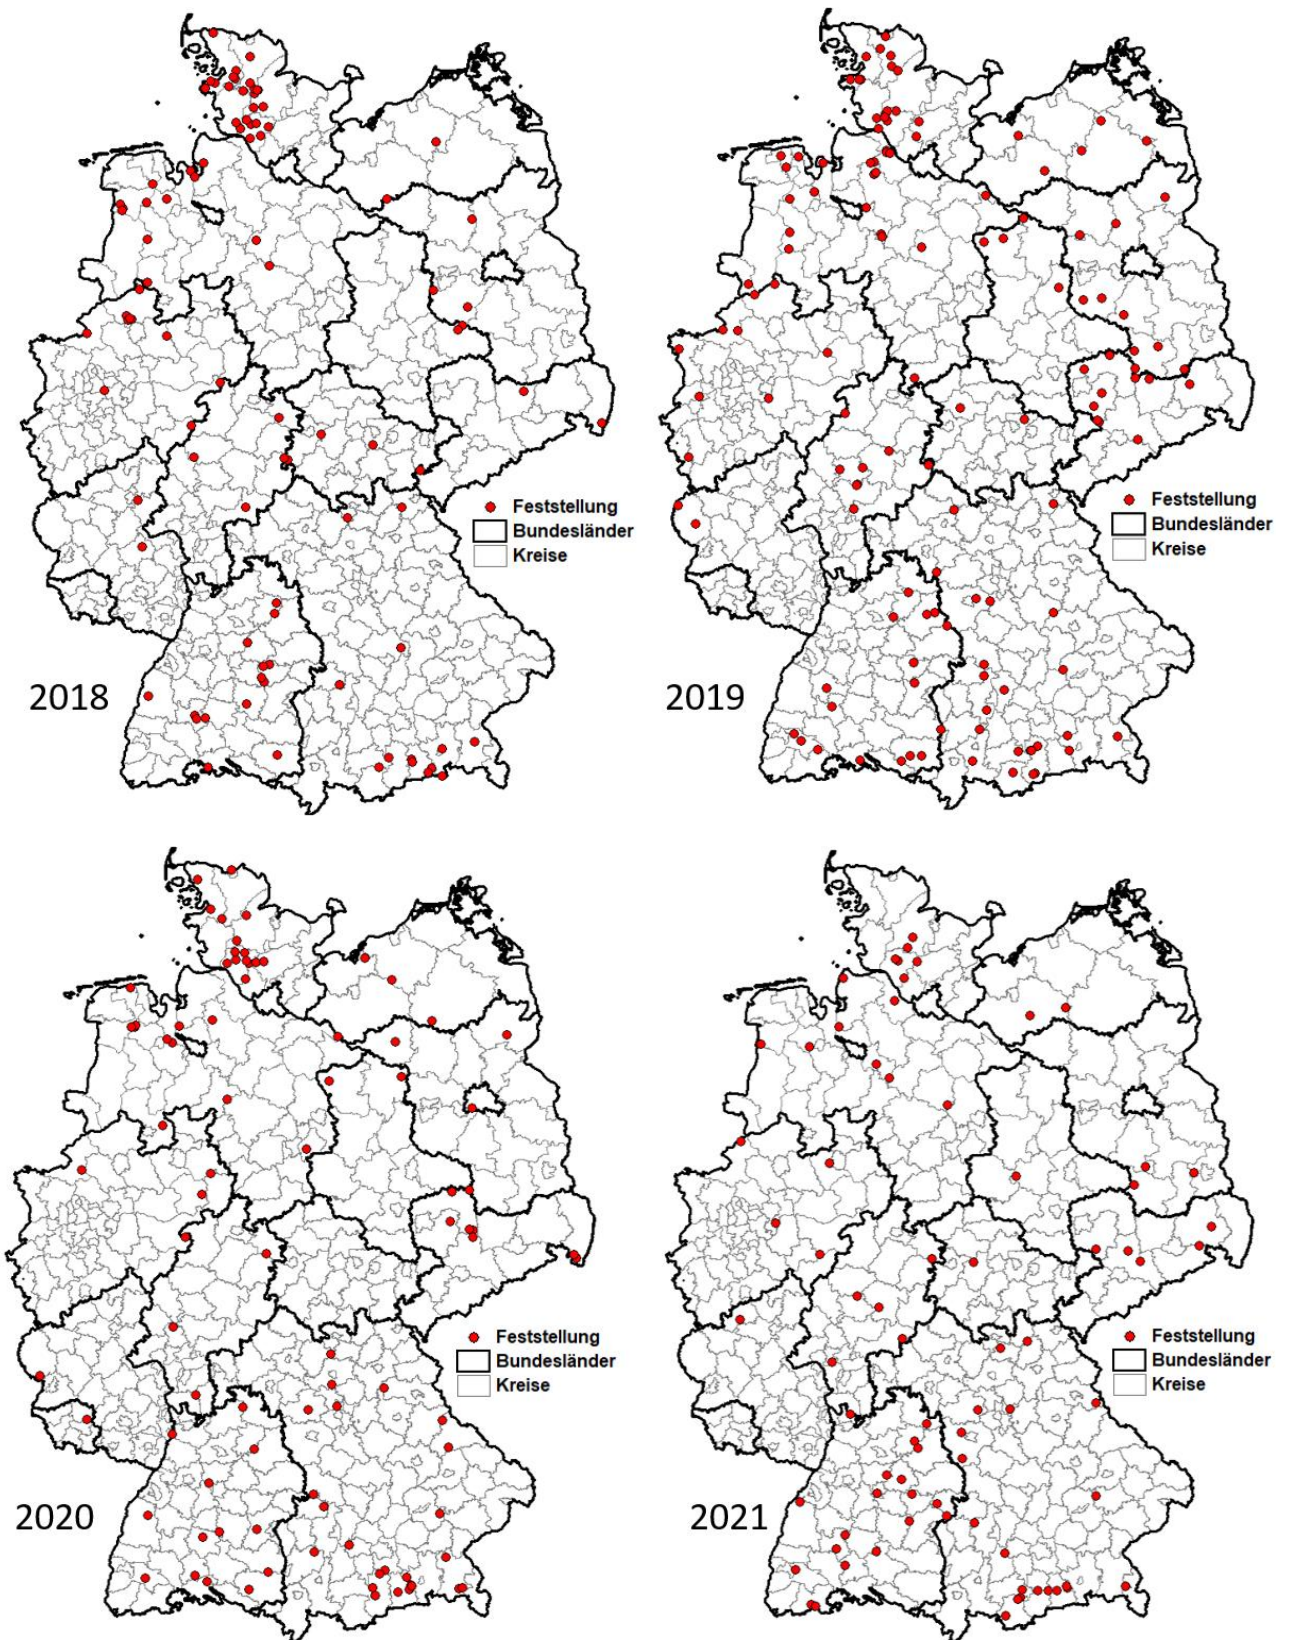 Feststellung
Bundesländer
Kreise
2018
Feststellung
Bundesländer
Kreise
2019
Feststellung
Bundesländer
Kreise
2020
Feststellung
Bundesländer
Kreise
2021